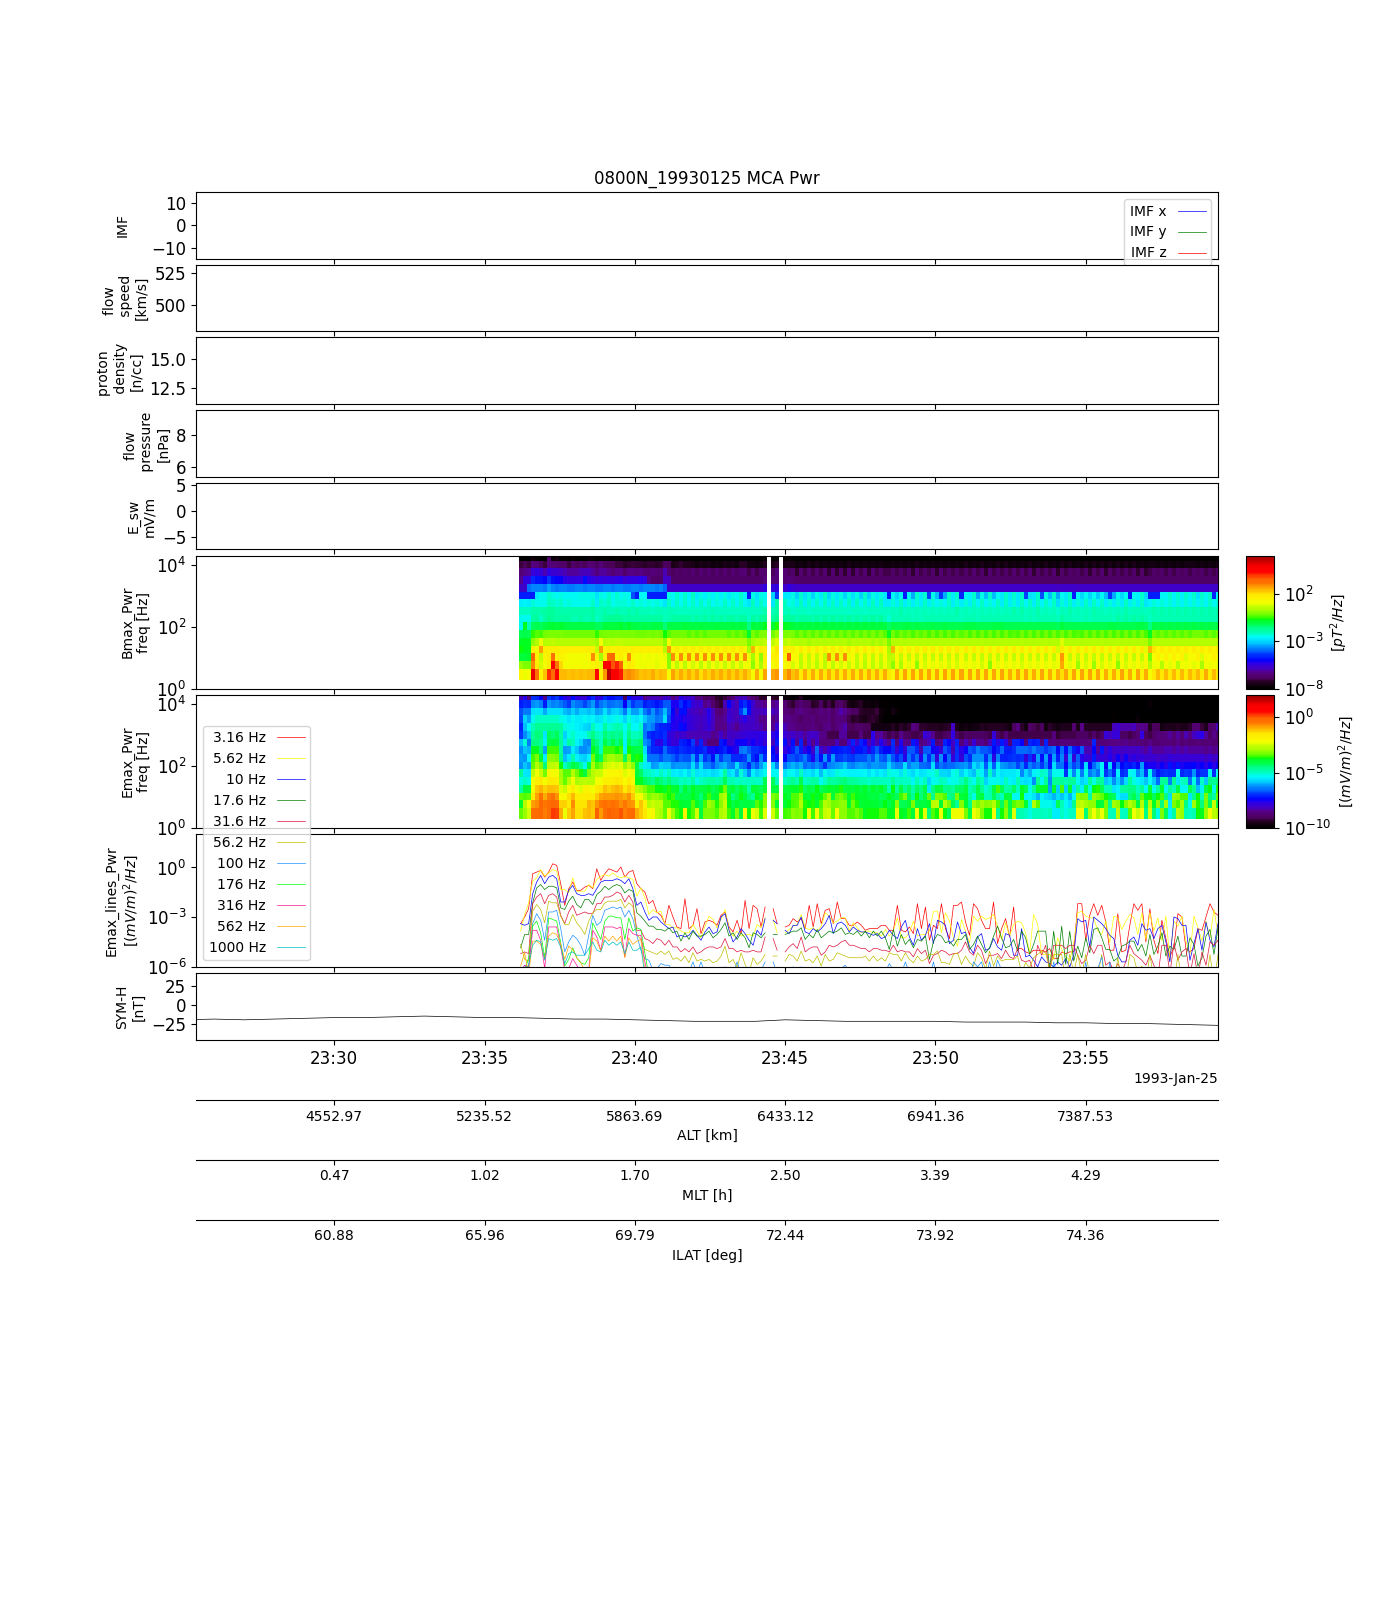 0800N_19930125 MCA Pwr
10
0
−10
IMF
IMF x
IMF y
IMF z
525
500
flow
speed
[km/s]
15.0
12.5
proton
density
[n/cc]
8
6
flow
pressure
[nPa]
5
0
−5
E_sw
mV/m
10^4
10^2
10^0
Bmax_Pwr
freq [Hz]
10^2
10^−3
10^−8
[pT^2/Hz]
10^4
10^2
10^0
Emax_Pwr
freq [Hz]
10^0
10^−5
10^−10
[(mV/m)^2/Hz]
3.16 Hz
5.62 Hz
10 Hz
17.6 Hz
31.6 Hz
56.2 Hz
100 Hz
176 Hz
316 Hz
562 Hz
1000 Hz
10^0
10^−3
10^−6
Emax_lines_Pwr
[(mV/m)^2/Hz]
25
0
−25
SYM-H
[nT]
23:30 23:35 23:40 23:45 23:50 23:55
1993-Jan-25
4552.97 5235.52 5863.69 6433.12 6941.36 7387.53
ALT [km]
0.47 1.02 1.70 2.50 3.39 4.29
MLT [h]
60.88 65.96 69.79 72.44 73.92 74.36
ILAT [deg]